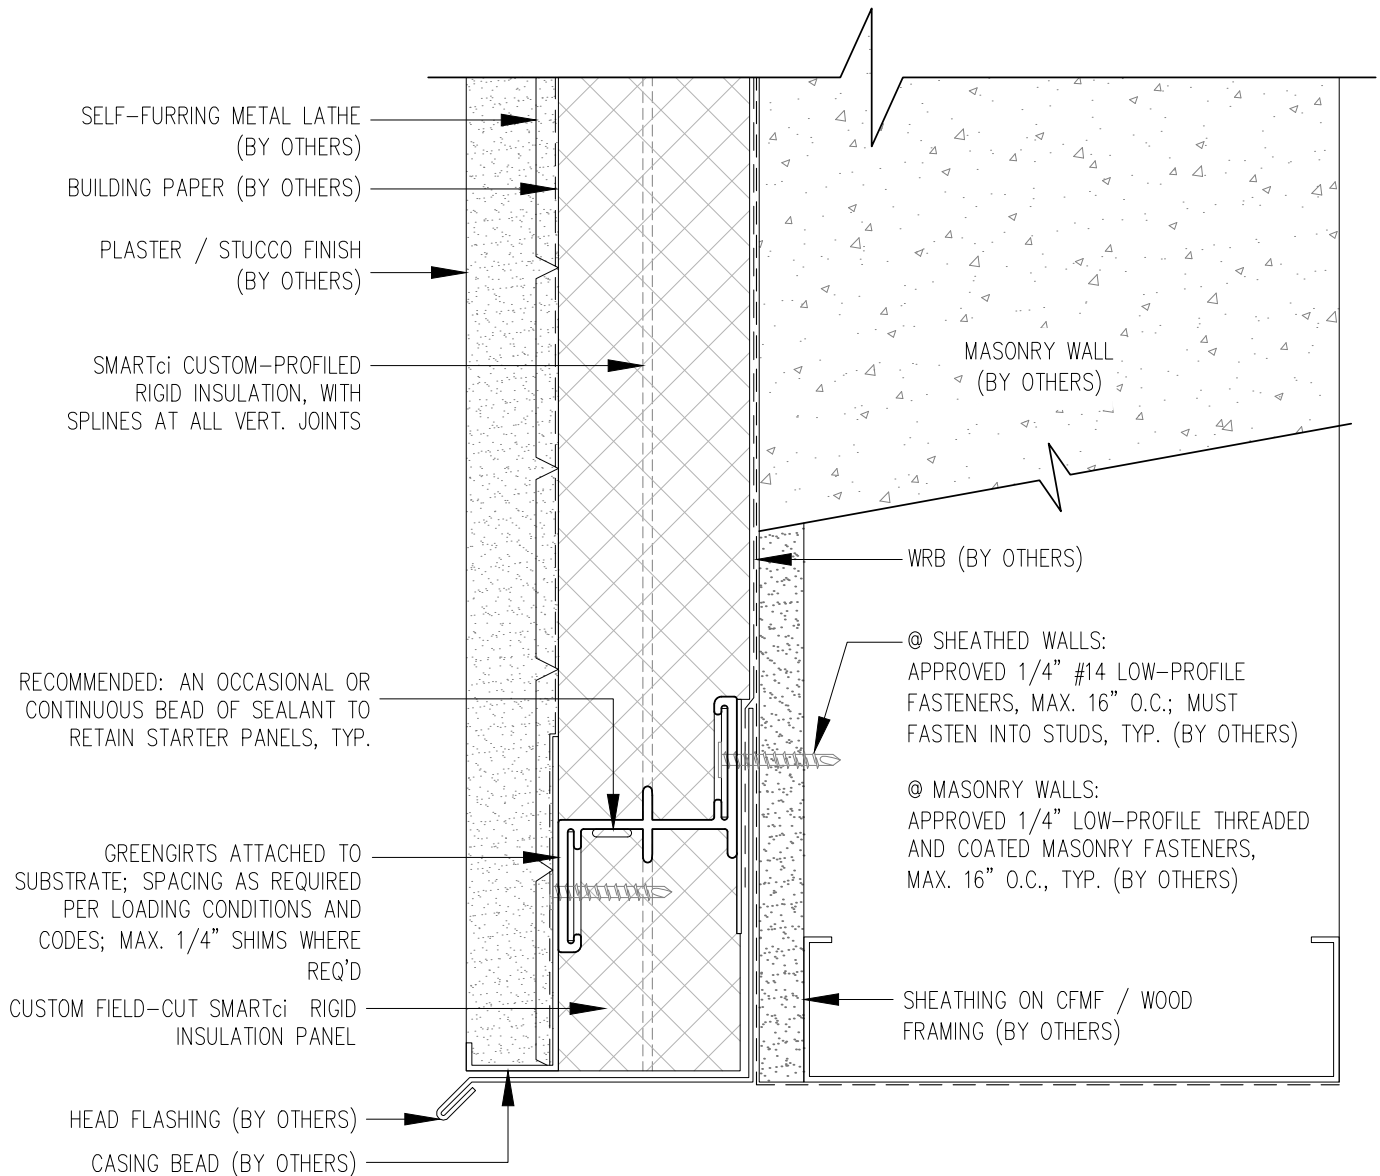 SELF-FURRING METAL LATHE
(BY OTHERS)
BUILDING PAPER (BY OTHERS)
PLASTER / STUCCO FINISH
(BY OTHERS)
SMARTci CUSTOM-PROFILED
RIGID INSULATION, WITH
SPLINES AT ALL VERT. JOINTS
RECOMMENDED: AN OCCASIONAL OR
CONTINUOUS BEAD OF SEALANT TO
RETAIN STARTER PANELS, TYP.
GREENGIRTS ATTACHED TO
SUBSTRATE; SPACING AS REQUIRED
PER LOADING CONDITIONS AND
CODES; MAX. 1/4" SHIMS WHERE
REQ'D
CUSTOM FIELD-CUT SMARTci RIGID
INSULATION PANEL
HEAD FLASHING (BY OTHERS)
CASING BEAD (BY OTHERS)
MASONRY WALL
(BY OTHERS)
WRB (BY OTHERS)
@ SHEATHED WALLS:
APPROVED 1/4" #14 LOW-PROFILE
FASTENERS, MAX. 16" O.C.; MUST
FASTEN INTO STUDS, TYP. (BY OTHERS)
@ MASONRY WALLS:
APPROVED 1/4" LOW-PROFILE THREADED
AND COATED MASONRY FASTENERS,
MAX. 16" O.C., TYP. (BY OTHERS)
SHEATHING ON CFMF / WOOD
FRAMING (BY OTHERS)